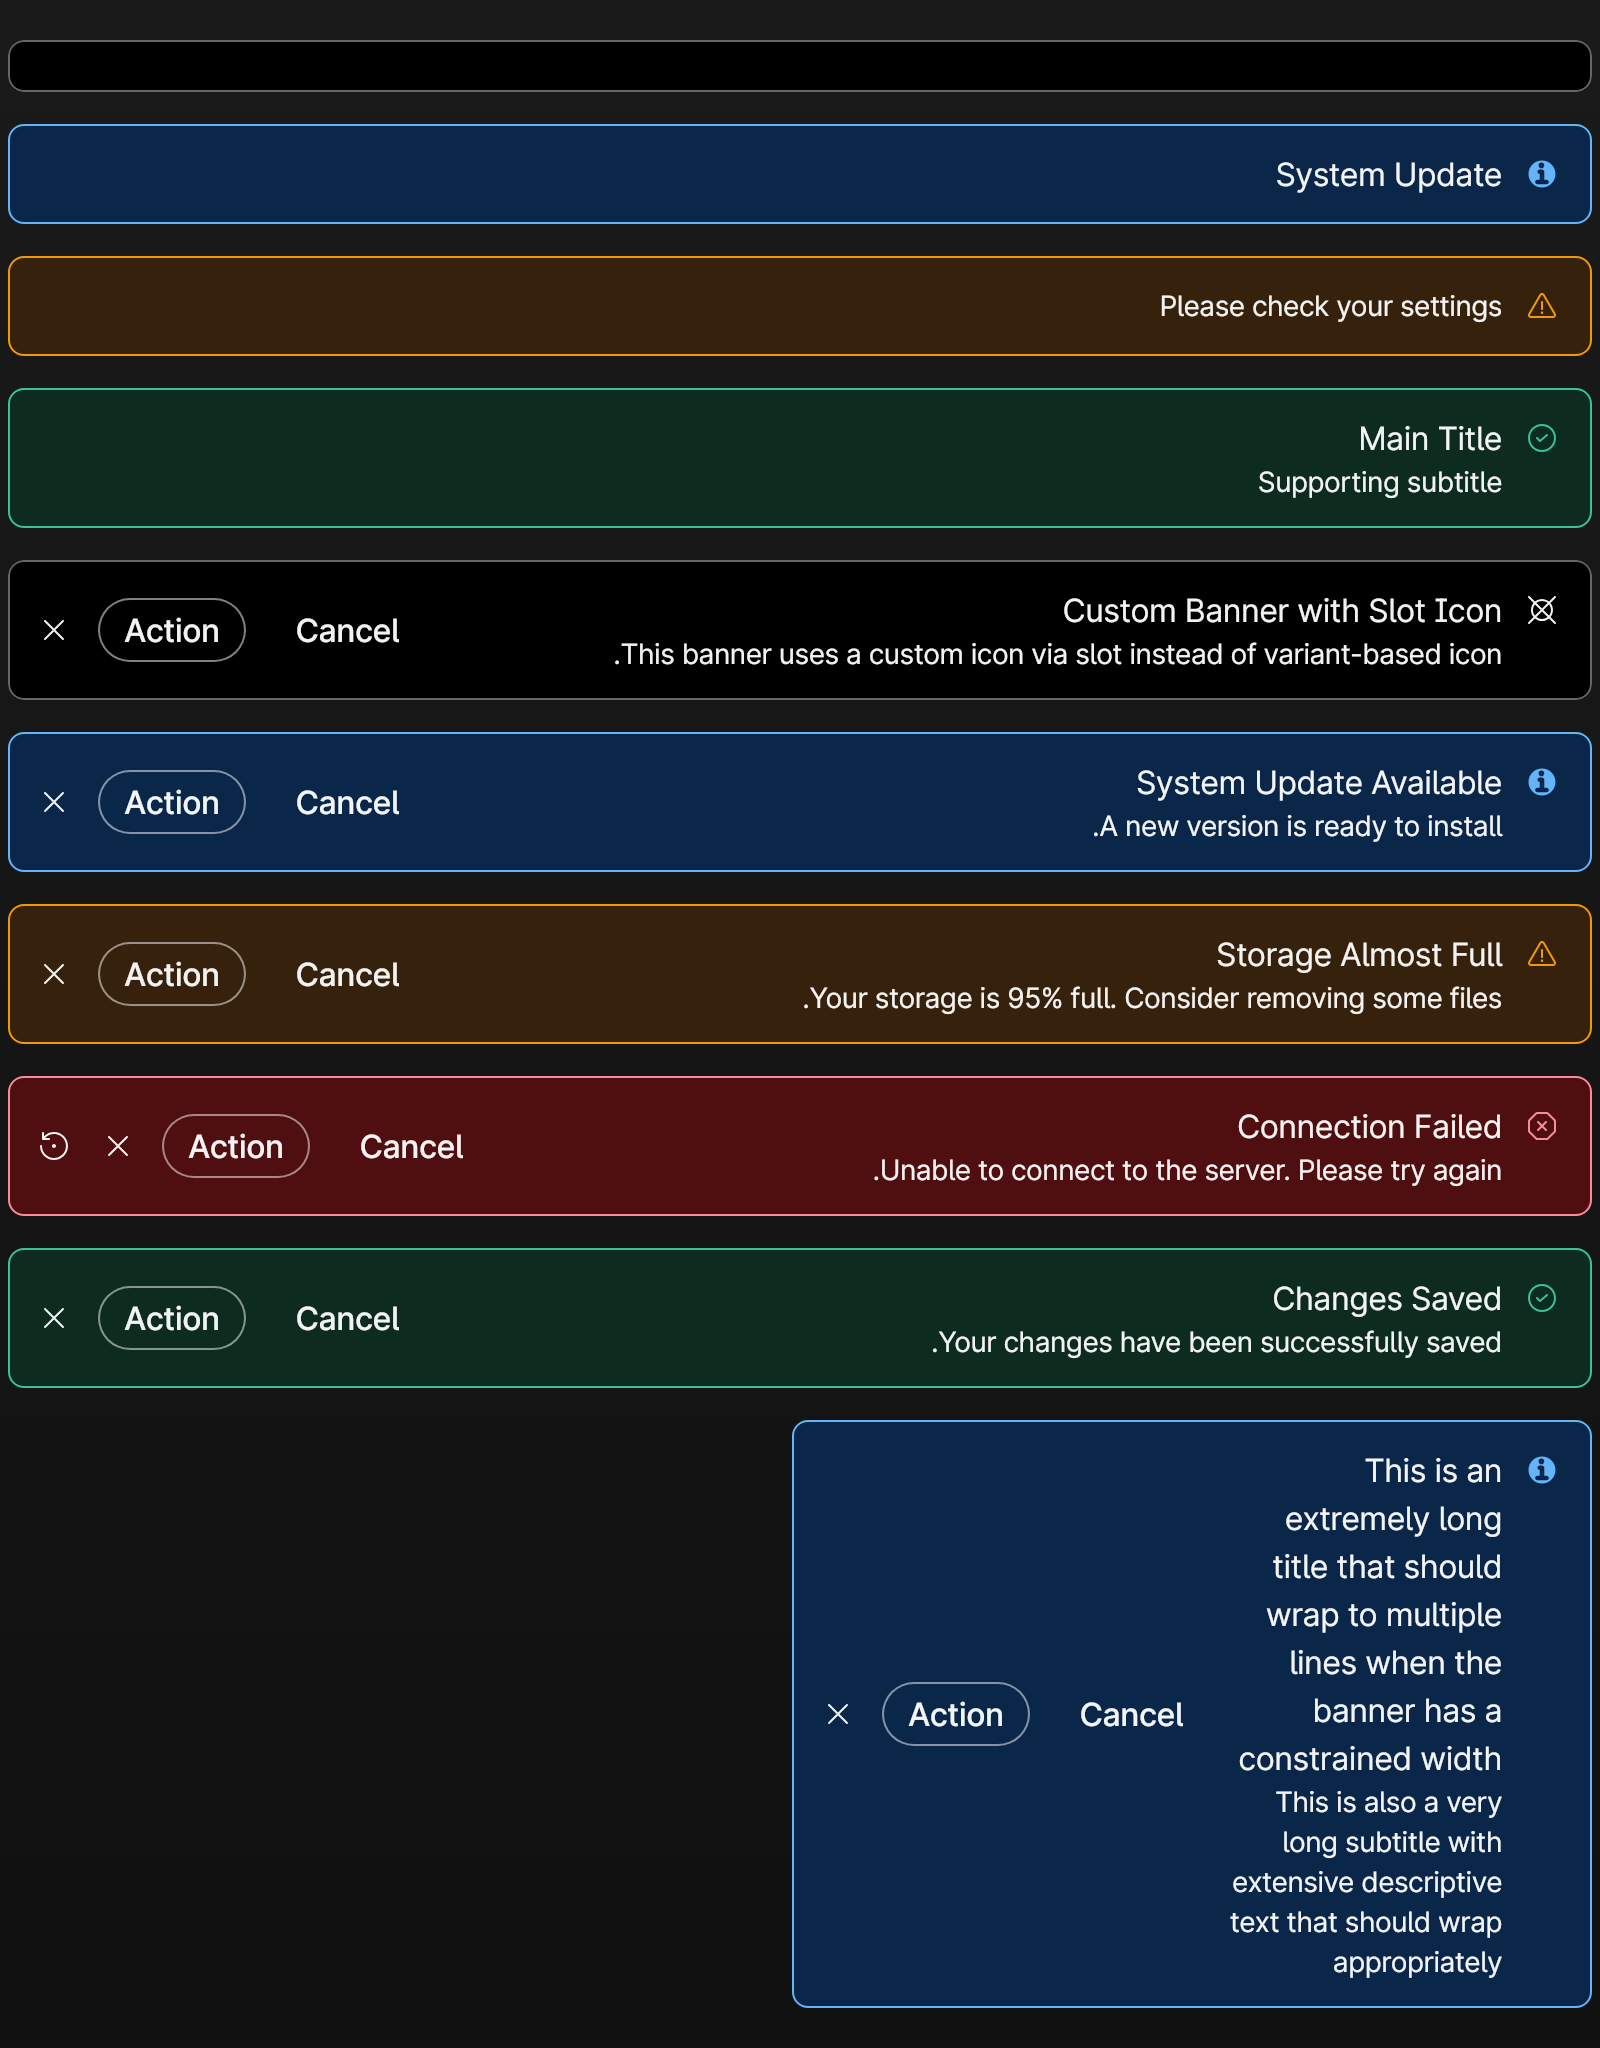 System Update
Please check your settings
Main Title
Supporting subtitle
Custom Banner with Slot Icon
.This banner uses a custom icon via slot instead of variant-based icon
Cancel
Action
System Update Available
.A new version is ready to install
Cancel
Action
Storage Almost Full
.Your storage is 95% full. Consider removing some files
Cancel
Action
Connection Failed
.Unable to connect to the server. Please try again
Cancel
Action
Changes Saved
.Your changes have been successfully saved
Cancel
Action
This is an
extremely long
title that should
wrap to multiple
lines when the
banner has a
constrained width
This is also a very
long subtitle with
extensive descriptive
text that should wrap
appropriately
Cancel
Action